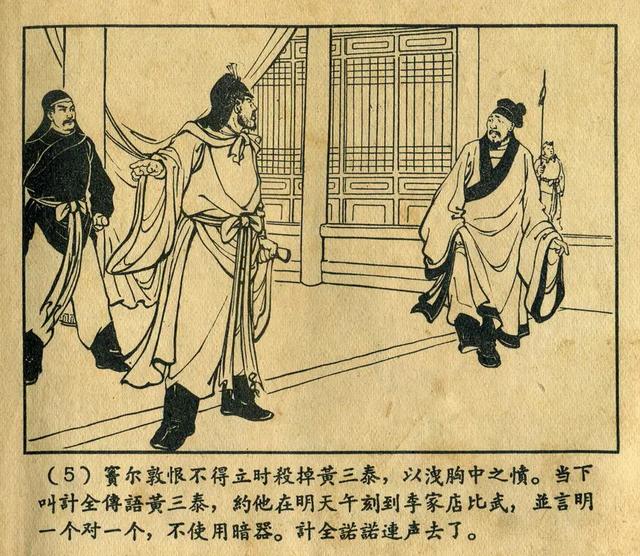 （5）竇尔敦恨不得立时殺掉黃三泰，以洩胸中之憤。当下
叫計全傳語黃三泰，約他在明天午刻到李家店比武，並言明
一个对一个，不使用暗器。計全諾諾連声去了。